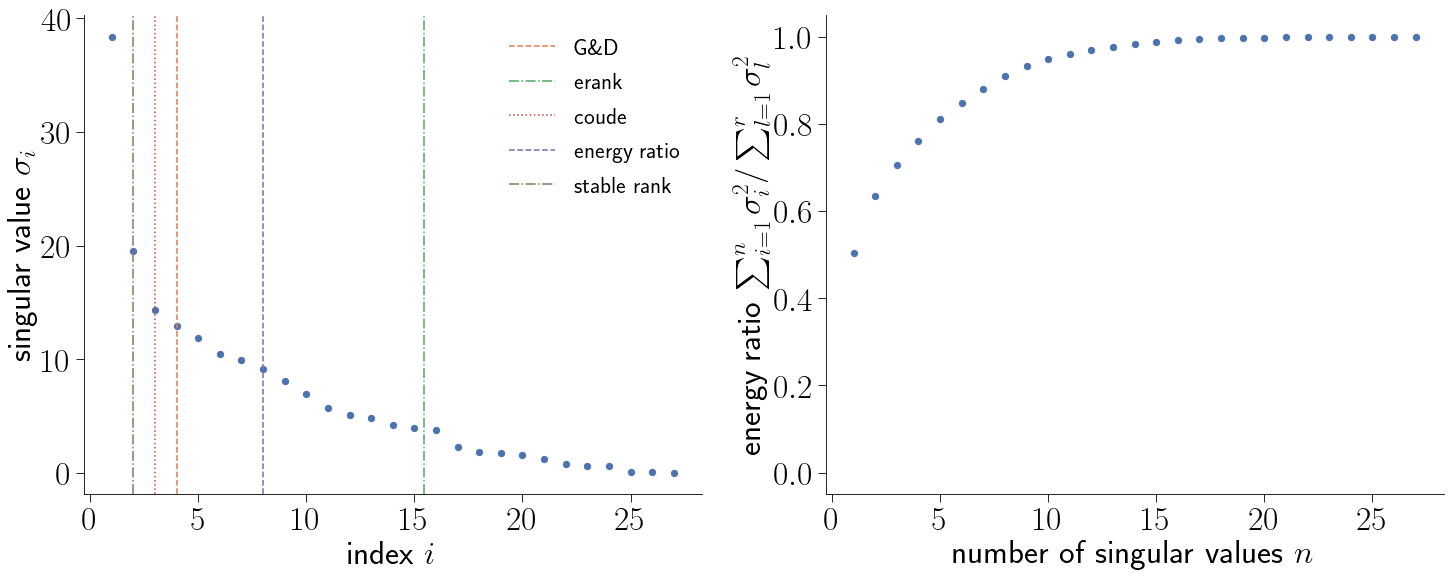 40
30
20
10
0
singular value σ_i
0 5 10 15 20 25
index i
G&D
erank
coude
energy ratio
stable rank
1.0
0.8
0.6
0.4
0.2
0.0
energy ratio ∑_{i=1}^{n} σ_i^2 / ∑_{l=1}^{r} σ_l^2
0 5 10 15 20 25
number of singular values n